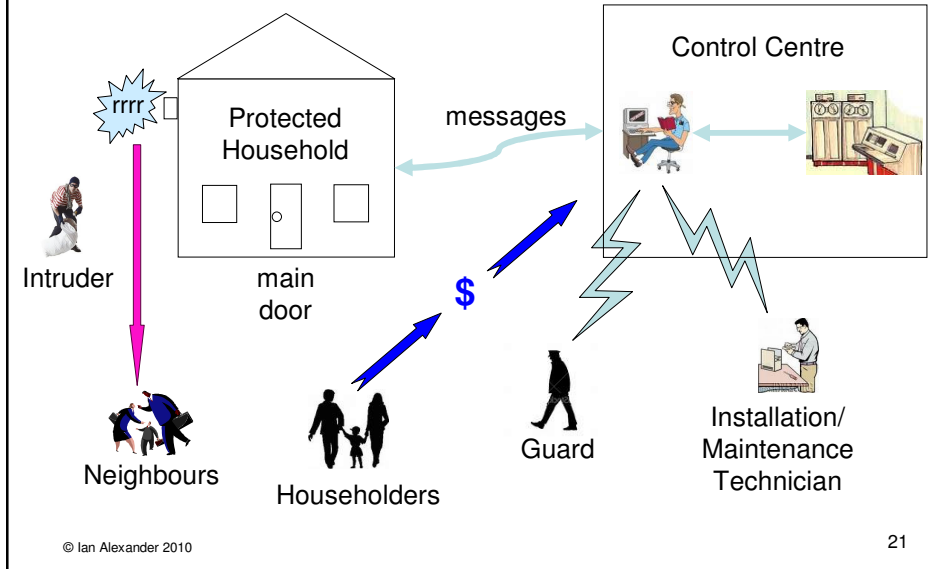 Control Centre
rrrr
Protected
Household
messages
Intruder
main
door
$
Neighbours
Householders
Guard
Installation/
Maintenance
Technician
© Ian Alexander 2010
21